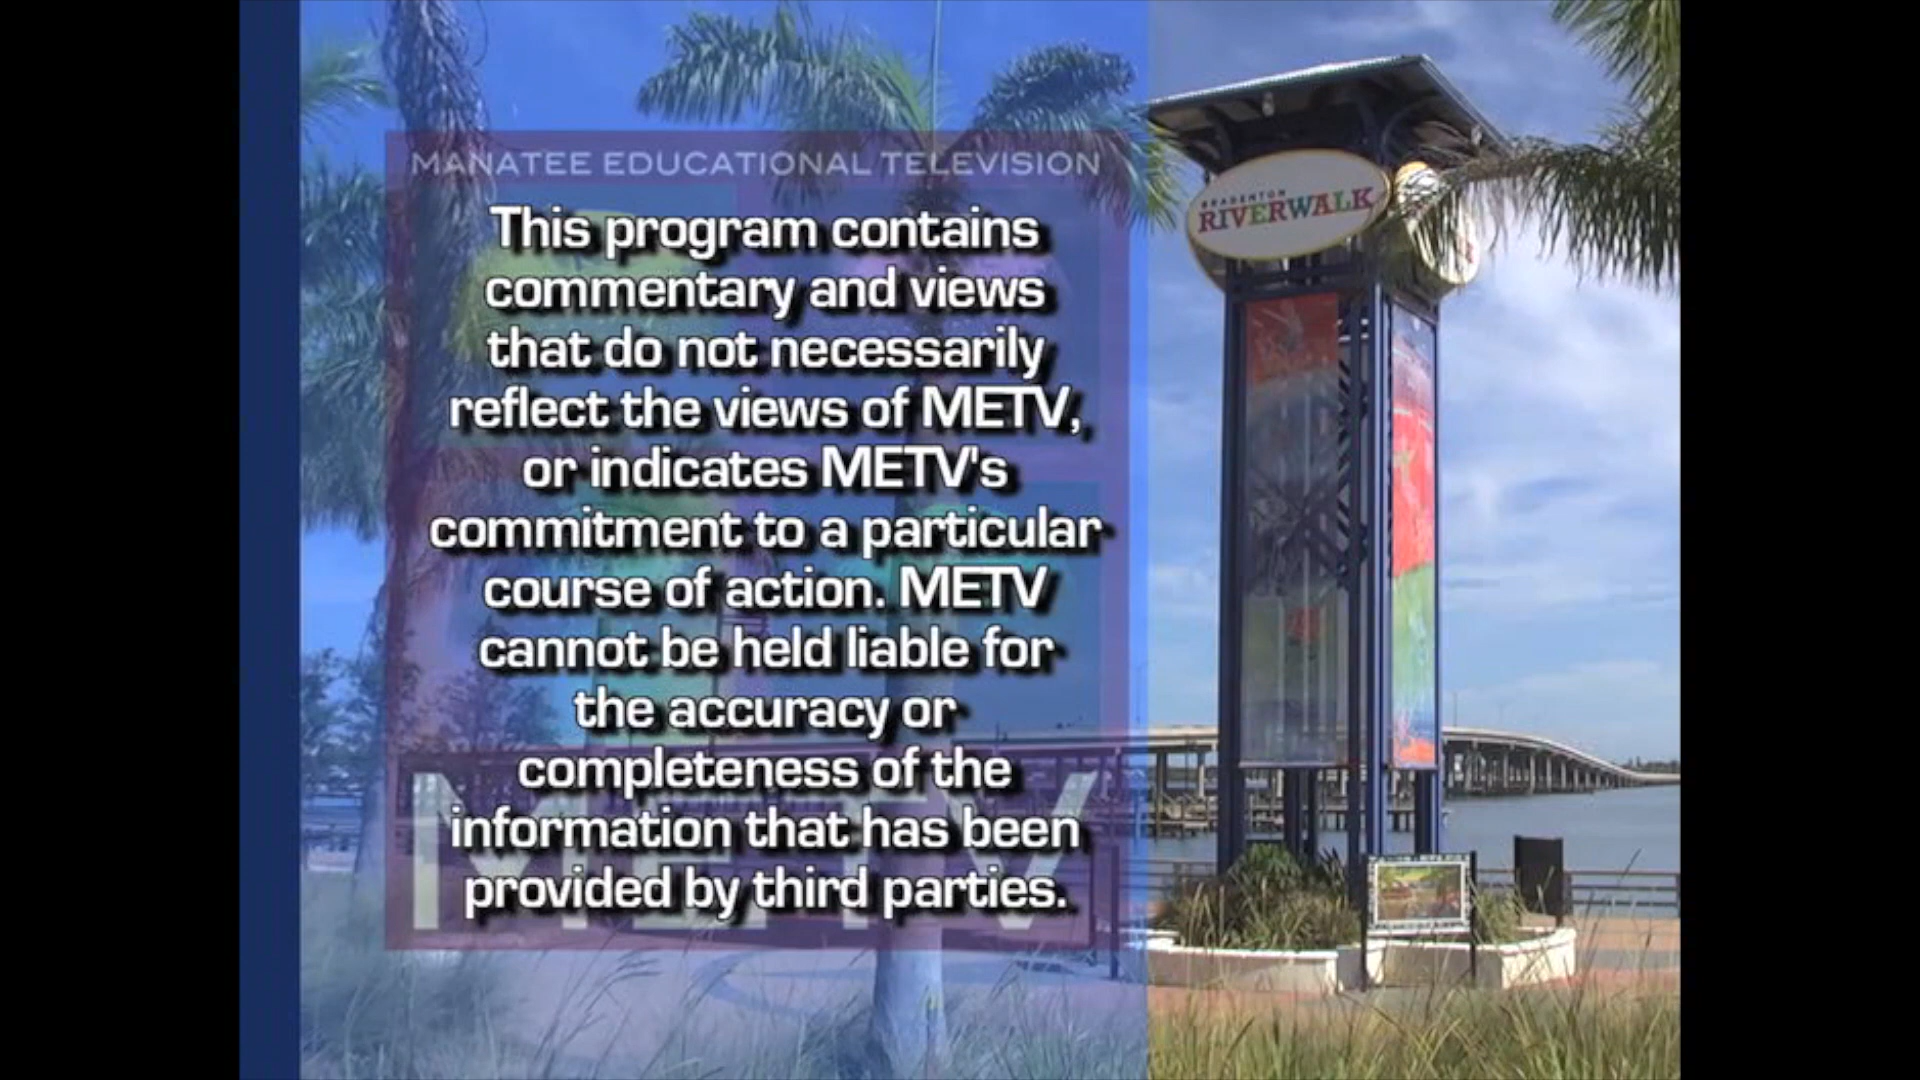 MANATEE EDUCATIONAL TELEVISION
This program contains
commentary and views
that do not necessarily
reflect the views of METV,
or indicates METV's
commitment to a particular
course of action. METV
cannot be held liable for
the accuracy or
completeness of the
information that has been
provided by third parties.
METV
BRADENTON
RIVERWALK